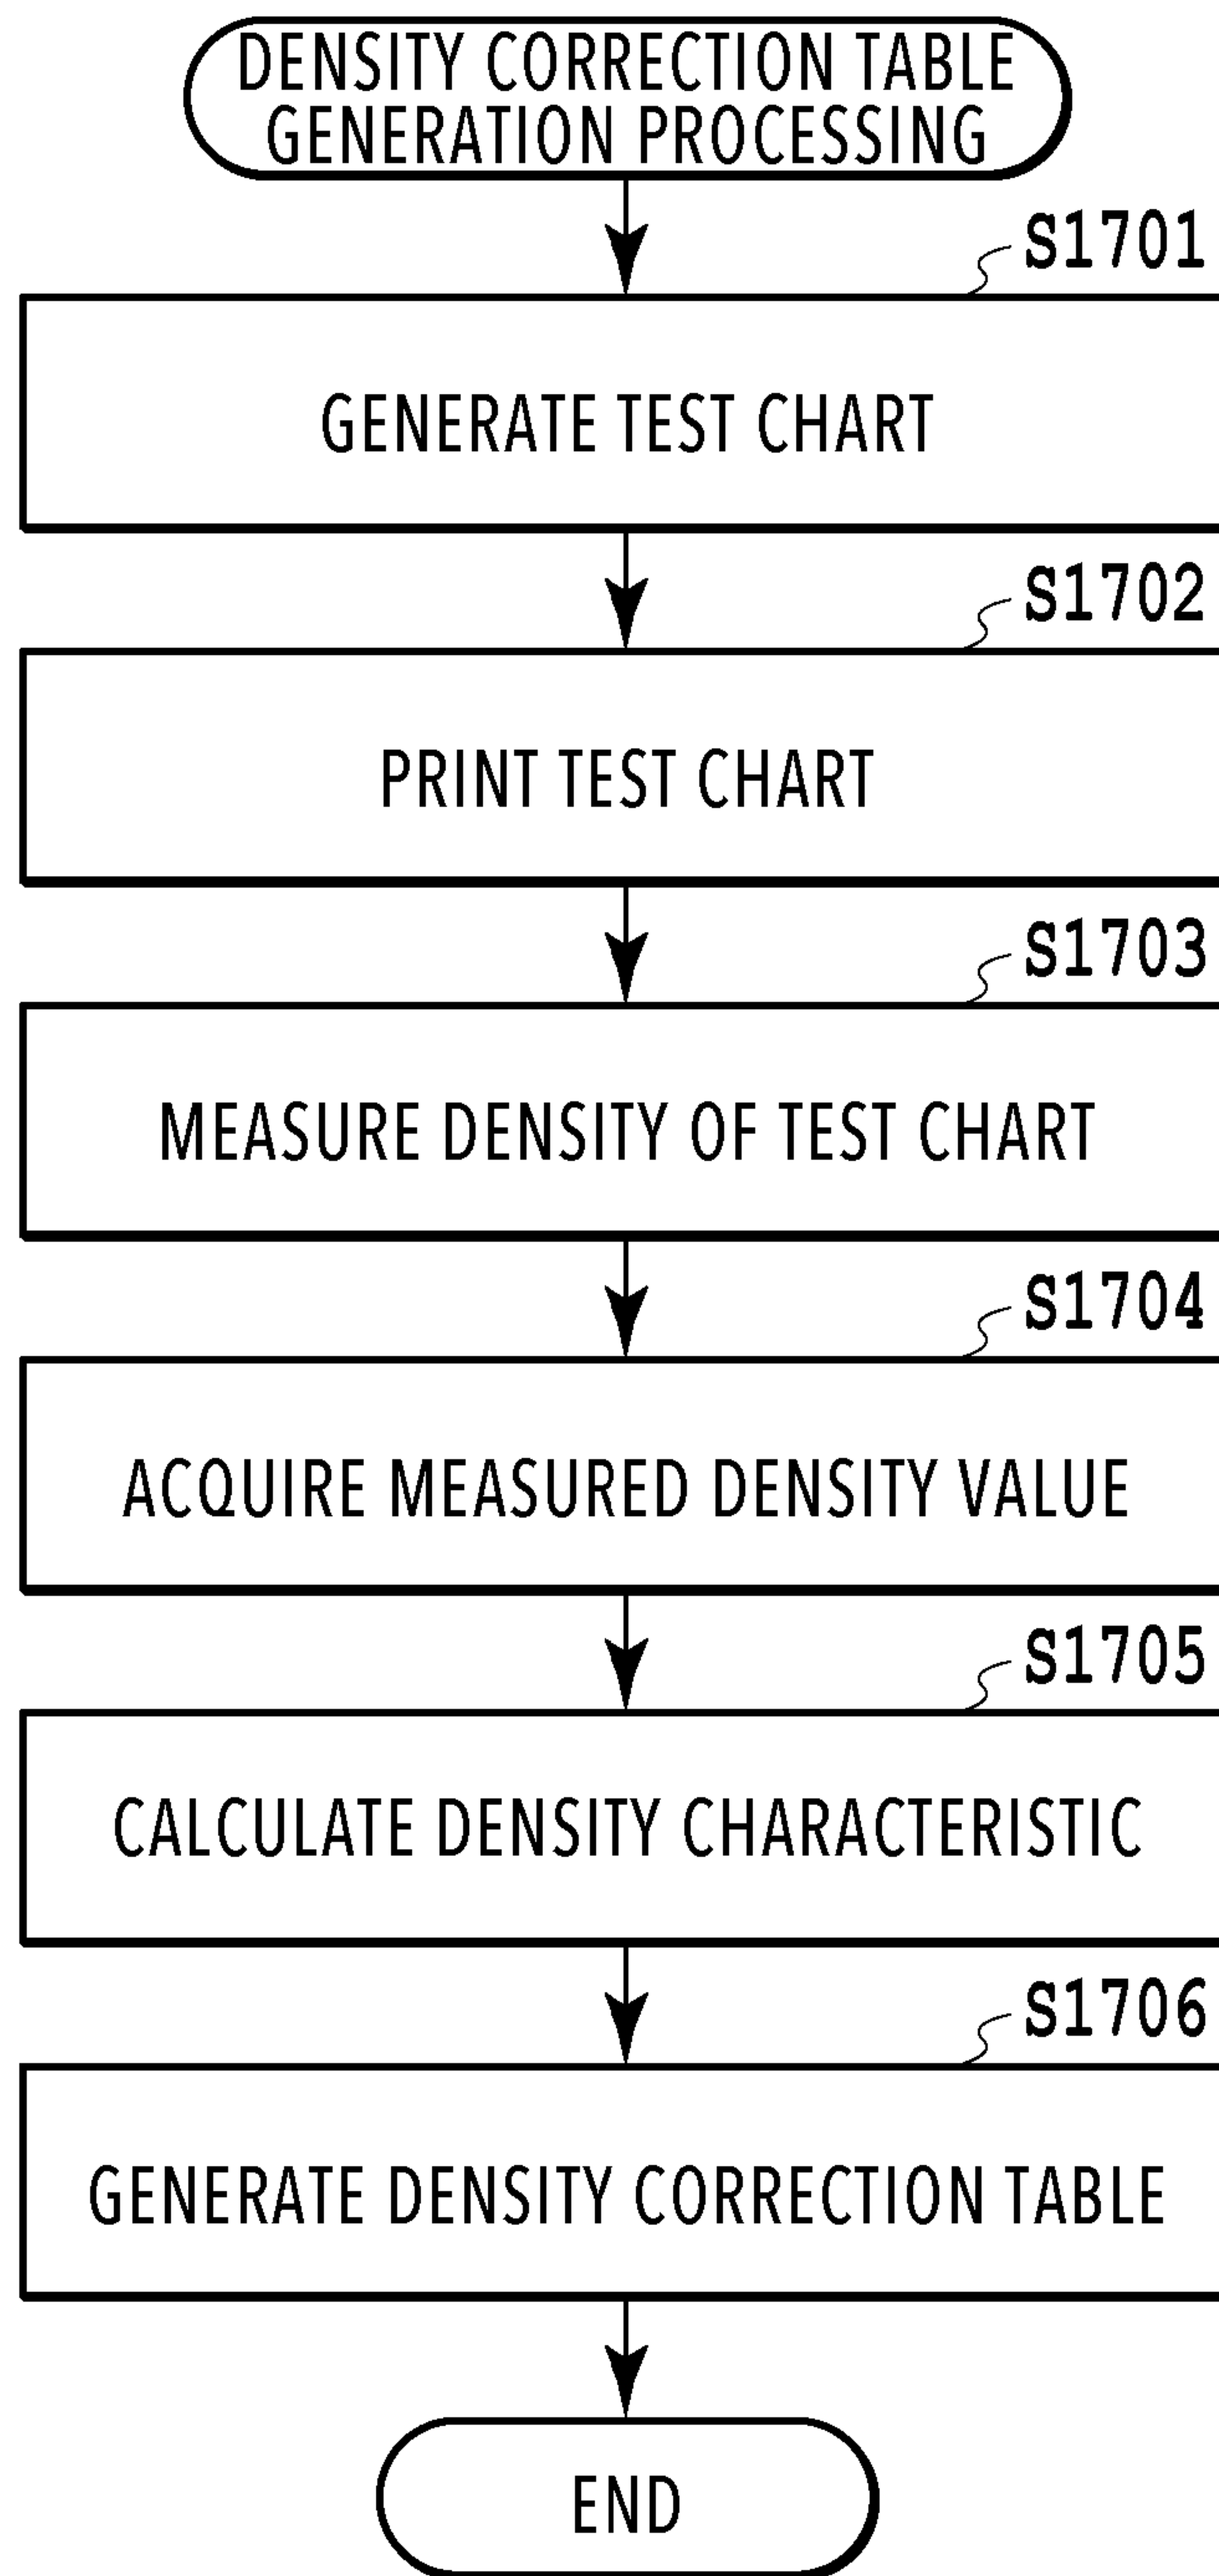 DENSITY CORRECTION TABLE
GENERATION PROCESSING
S1701
GENERATE TEST CHART
S1702
PRINT TEST CHART
S1703
MEASURE DENSITY OF TEST CHART
S1704
ACQUIRE MEASURED DENSITY VALUE
S1705
CALCULATE DENSITY CHARACTERISTIC
S1706
GENERATE DENSITY CORRECTION TABLE
END